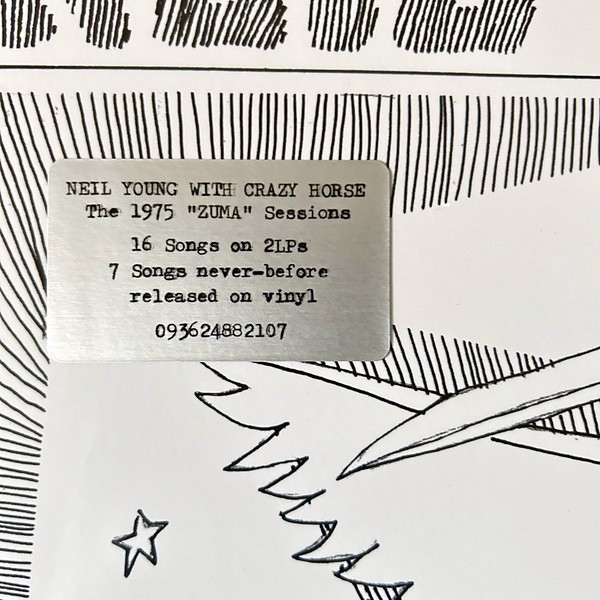 NEIL YOUNG WITH CRAZY HORSE
The 1975 "ZUMA" Sessions
16 Songs on 2LPs
7 Songs never-before
released on vinyl
093624882107